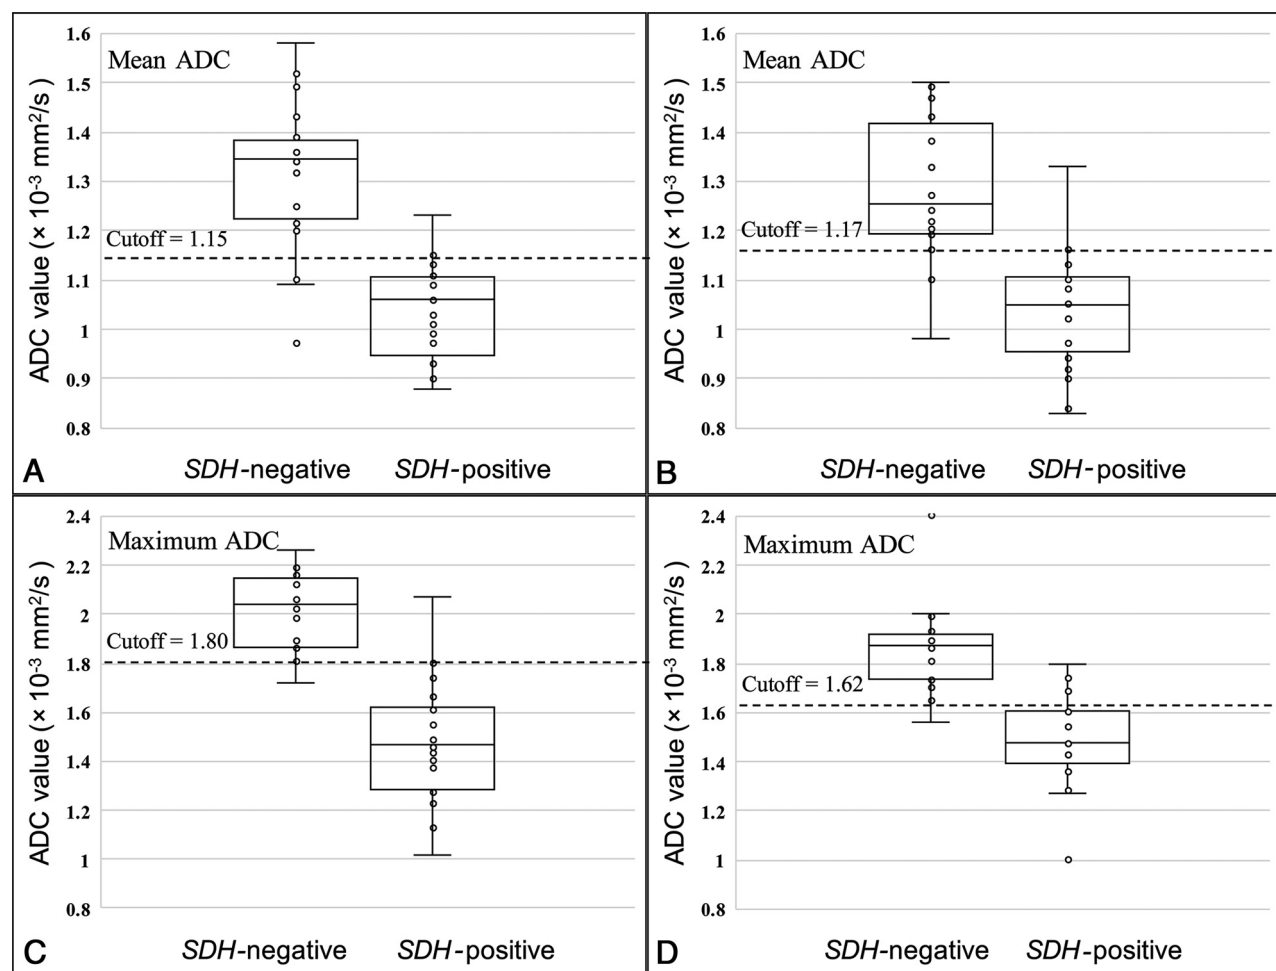 ADC value (× 10-3 mm2/s )
1.6
1.5
1.4
1.3
1.2
1.1
1
0.9
0.8
Mean ADC
Cutoff = 1.15
A
SDH-negative
SDH-positive
ADC value (× 10-3 mm2/s )
1.6
1.5
1.4
1.3
1.2
1.1
1
0.9
0.8
Mean ADC
Cutoff = 1.17
B
SDH-negative
SDH-positive
ADC value (× 10-3 mm2/s )
2.4
2.2
2
1.8
1.6
1.4
1.2
1
0.8
Maximum ADC
Cutoff = 1.80
C
SDH-negative
SDH-positive
ADC value (× 10-3 mm2/s )
2.4
2.2
2
1.8
1.6
1.4
1.2
1
0.8
Maximum ADC
Cutoff = 1.62
D
SDH-negative
SDH-positive